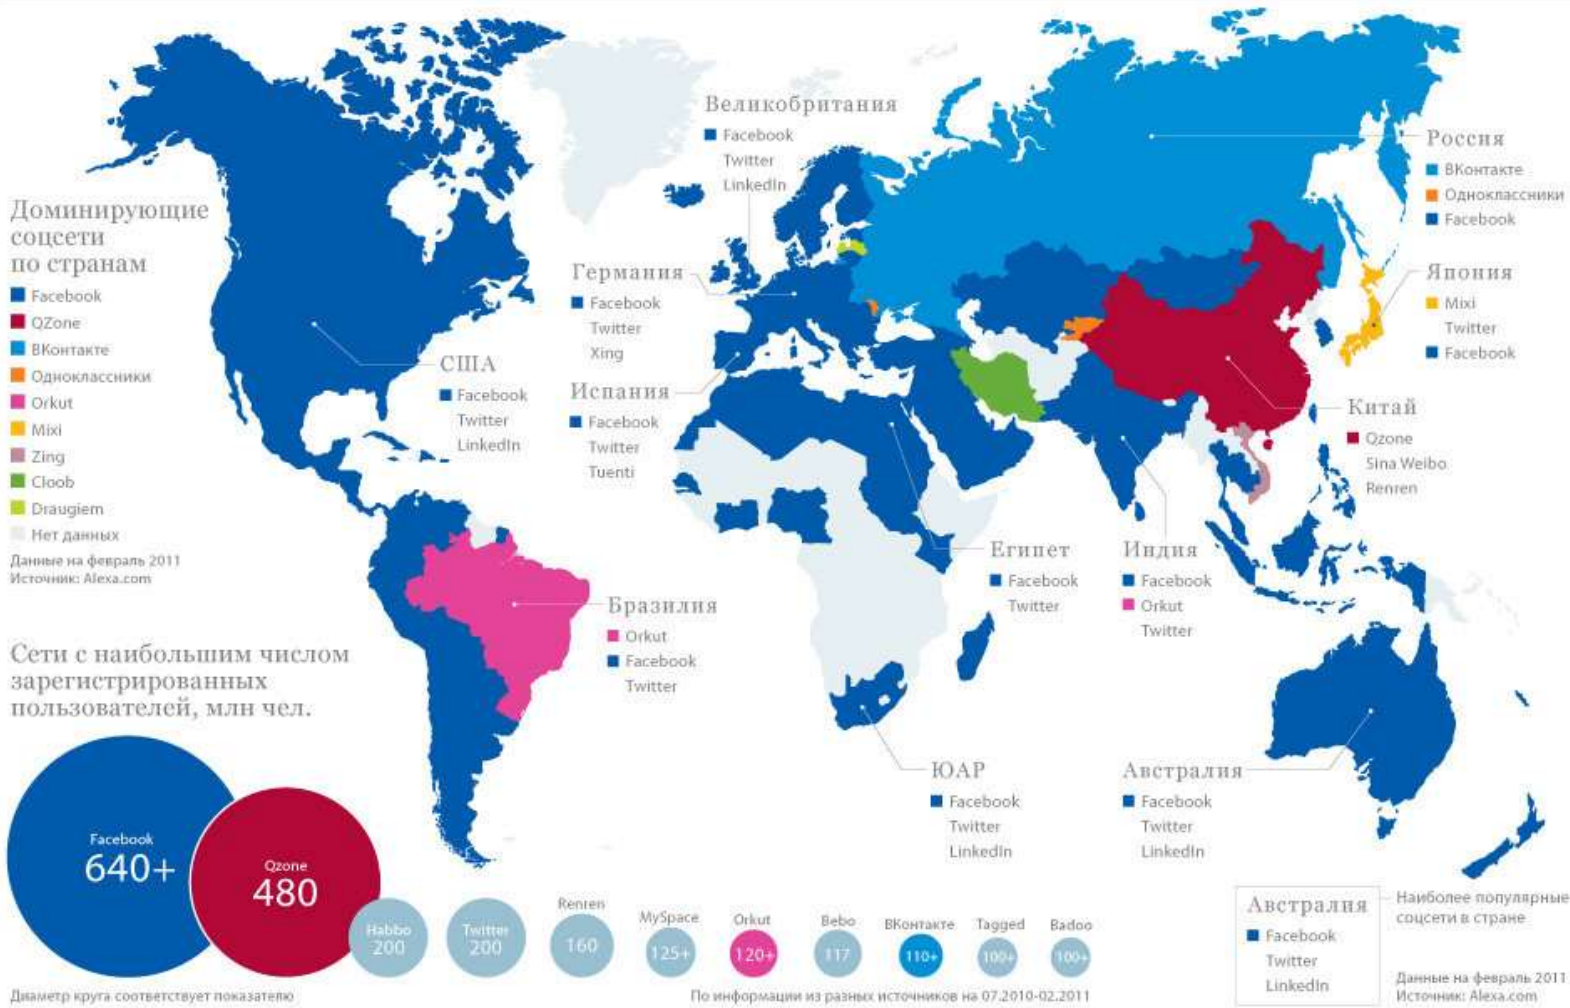 Великобритания
Facebook
Twitter
LinkedIn
Россия
ВКонтакте
Одноклассники
Facebook
Доминирующие
соцсети
по странам
Facebook
QZone
ВКонтакте
Одноклассники
Orkut
Mixi
Zing
Cloob
Draugiem
Нет данных
Данные на февраль 2011
Источник: Alexa.com
Германия
Facebook
Twitter
Xing
Япония
Mixi
Twitter
Facebook
США
Facebook
Twitter
LinkedIn
Испания
Facebook
Twitter
Tuenti
Китай
Qzone
Sina Weibo
Renren
Египет
Facebook
Twitter
Индия
Facebook
Orkut
Twitter
Бразилия
Orkut
Facebook
Twitter
ЮАР
Facebook
Twitter
LinkedIn
Австралия
Facebook
Twitter
LinkedIn
Сети с наибольшим числом
зарегистрированных
пользователей, млн чел.
Facebook
640+
Qzone
480
Habbo
200
Twitter
200
Renren
160
MySpace
125+
Orkut
120+
Bebo
117
ВКонтакте
110+
Tagged
100+
Badoo
100+
Диаметр круга соответствует показателю
По информации из разных источников на 07.2010-02.2011
Австралия
Facebook
Twitter
LinkedIn
Наиболее популярные
соцсети в стране
Данные на февраль 2011
Источник: Alexa.com